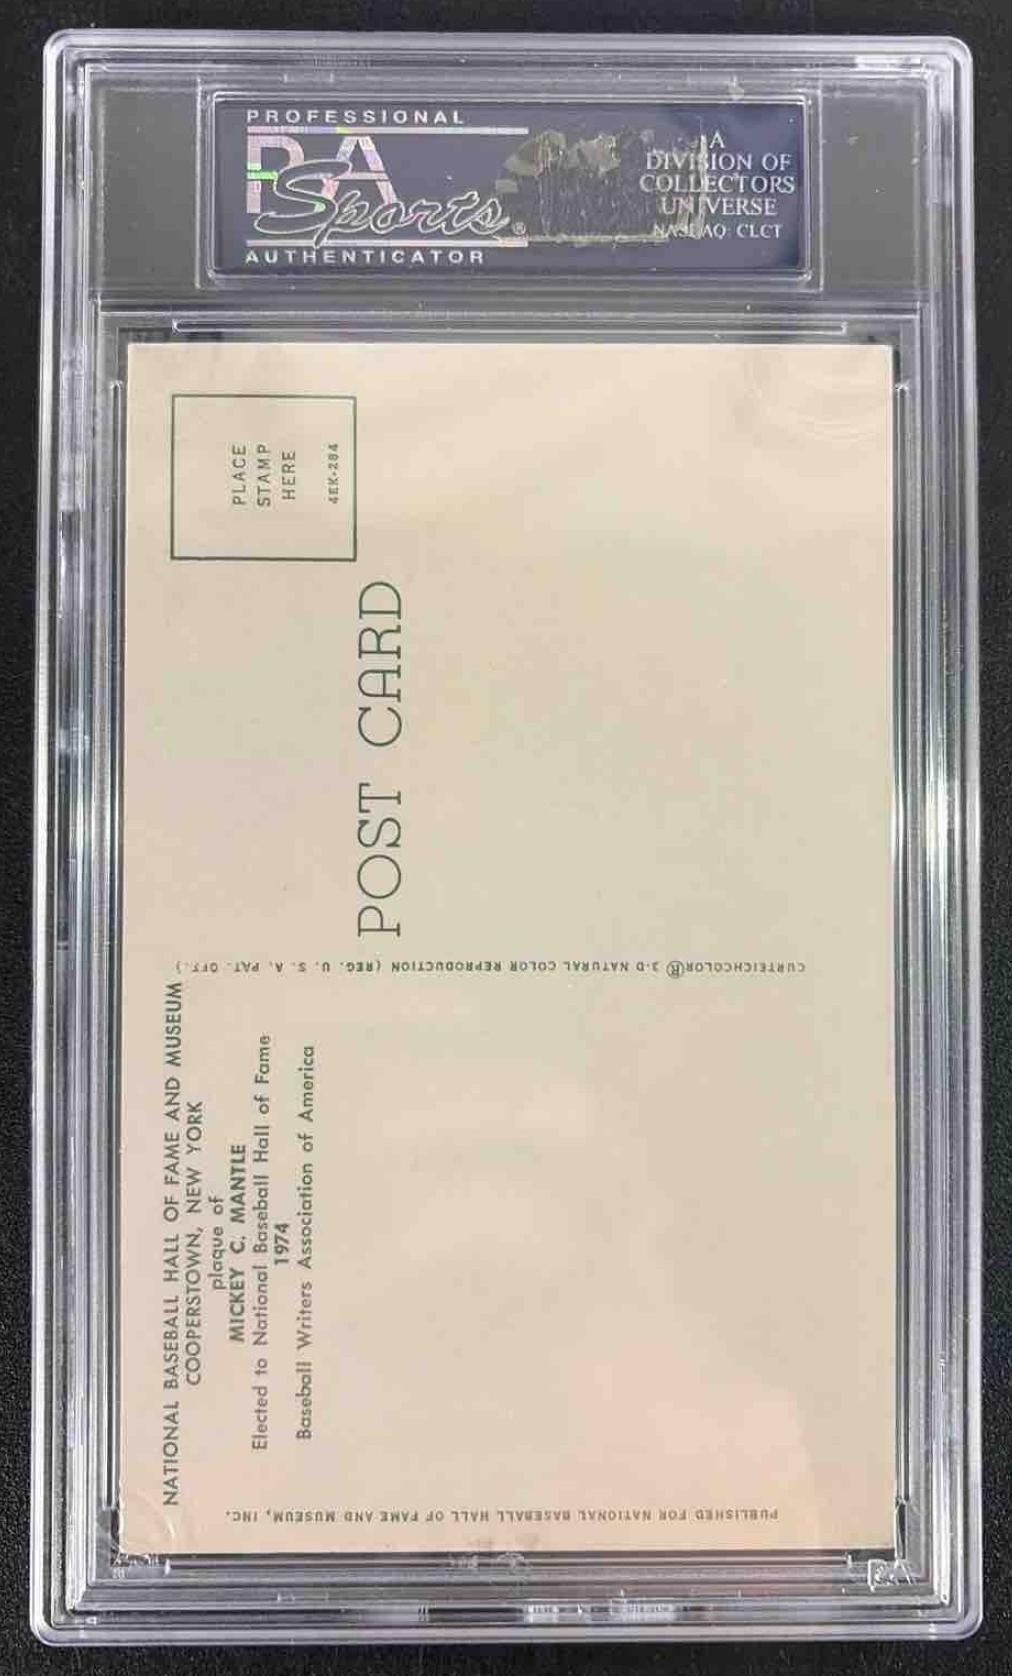 PROFESSIONAL
PSA
Sports®
AUTHENTICATOR
A
DIVISION OF
COLLECTORS
UNIVERSE
NASDAQ: CLCT
PLACE
STAMP
HERE
4EK-284
POST CARD
CURTEICHCOLOR® 3-D NATURAL COLOR REPRODUCTION (REG. U. S. A. PAT. OFF.)
NATIONAL BASEBALL HALL OF FAME AND MUSEUM
COOPERSTOWN, NEW YORK
plaque of
MICKEY C. MANTLE
Elected to National Baseball Hall of Fame
1974
Baseball Writers Association of America
PUBLISHED FOR NATIONAL BASEBALL HALL OF FAME AND MUSEUM, INC.
PSA